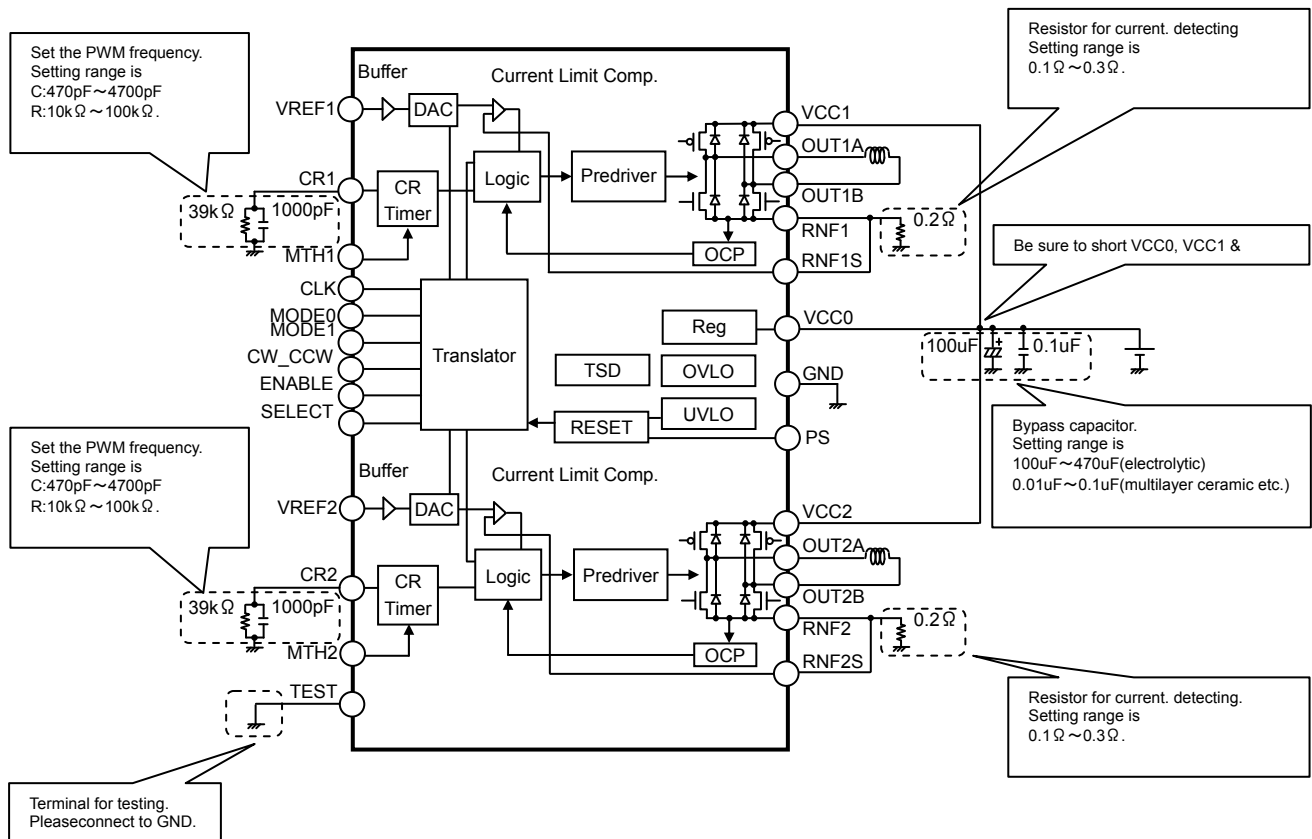 Set the PWM frequency.
Setting range is
C:470pF～4700pF
R:10kΩ～100kΩ.
Resistor for current. detecting
Setting range is
0.1Ω～0.3Ω.
Buffer
Current Limit Comp.
VREF1
DAC
VCC1
OUT1A
OUT1B
CR1
CR
Timer
Logic
Predriver
39kΩ
1000pF
RNF1
0.2Ω
MTH1
OCP
RNF1S
Be sure to short VCC0, VCC1 &
CLK
MODE0
MODE1
CW_CCW
ENABLE
SELECT
Translator
Reg
VCC0
100uF
+
0.1uF
TSD
OVLO
GND
RESET
UVLO
PS
Bypass capacitor.
Setting range is
100uF～470uF(electrolytic)
0.01uF～0.1uF(multilayer ceramic etc.)
Set the PWM frequency.
Setting range is
C:470pF～4700pF
R:10kΩ～100kΩ.
Buffer
Current Limit Comp.
VREF2
DAC
VCC2
OUT2A
OUT2B
CR2
CR
Timer
Logic
Predriver
39kΩ
1000pF
RNF2
0.2Ω
MTH2
OCP
RNF2S
TEST
Resistor for current. detecting.
Setting range is
0.1Ω～0.3Ω.
Terminal for testing.
Pleaseconnect to GND.